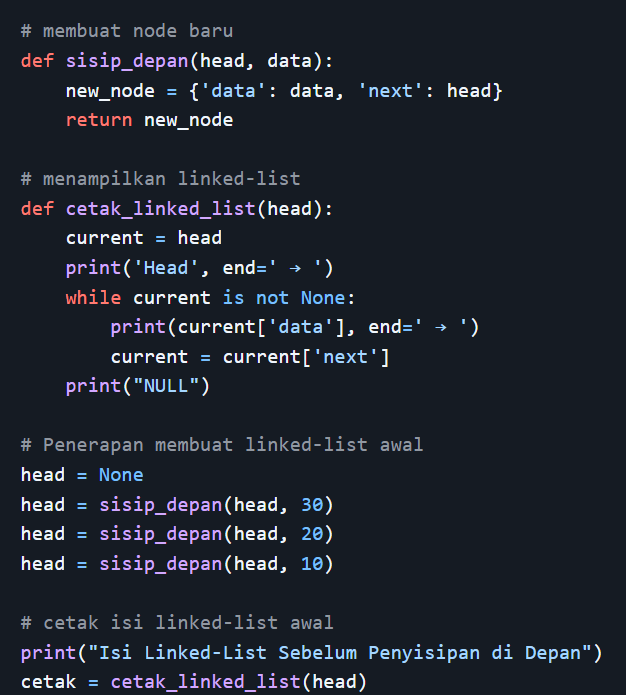 # membuat node baru
def sisip_depan(head, data):
    new_node = {'data': data, 'next': head}
    return new_node

# menampilkan linked-list
def cetak_linked_list(head):
    current = head
    print('Head', end=' → ')
    while current is not None:
        print(current['data'], end=' → ')
        current = current['next']
    print("NULL")

# Penerapan membuat linked-list awal
head = None
head = sisip_depan(head, 30)
head = sisip_depan(head, 20)
head = sisip_depan(head, 10)

# cetak isi linked-list awal
print("Isi Linked-List Sebelum Penyisipan di Depan")
cetak = cetak_linked_list(head)